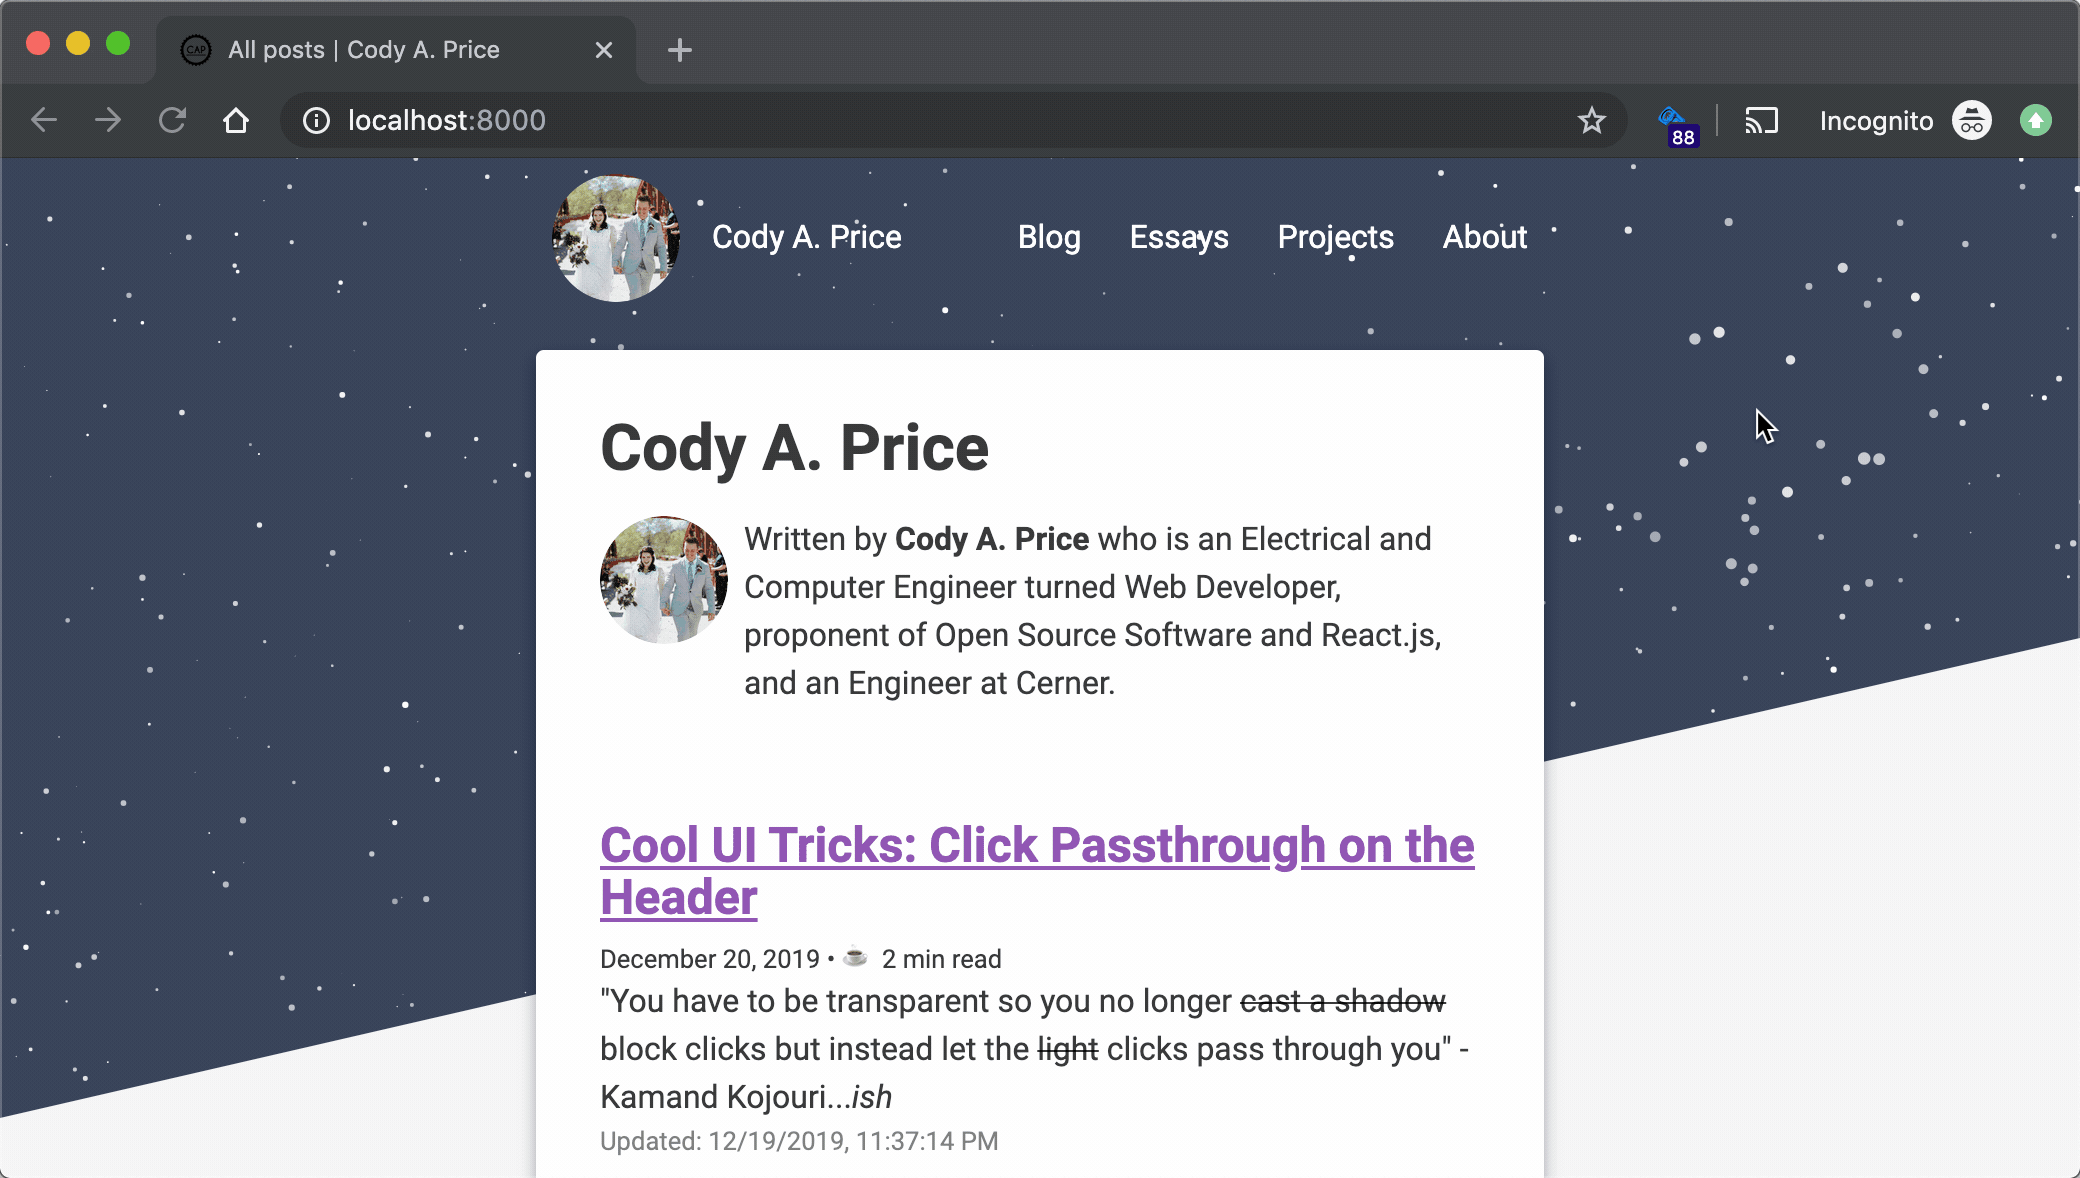 CAP
All posts | Cody A. Price
localhost:8000
88
Incognito
Cody A. Price
Blog
Essays
Projects
About
Cody A. Price
Written by Cody A. Price who is an Electrical and
Computer Engineer turned Web Developer,
proponent of Open Source Software and React.js,
and an Engineer at Cerner.
Cool UI Tricks: Click Passthrough on the
Header
December 20, 2019 • ☕ 2 min read
"You have to be transparent so you no longer cast a shadow
block clicks but instead let the light clicks pass through you" -
Kamand Kojouri...ish
Updated: 12/19/2019, 11:37:14 PM